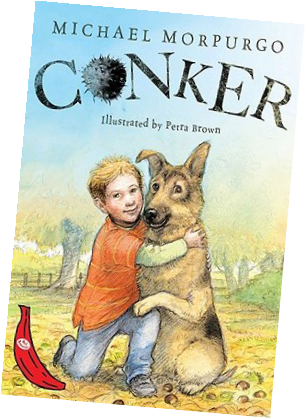 MICHAEL MORPURGO
CONKER
Illustrated by Petra Brown